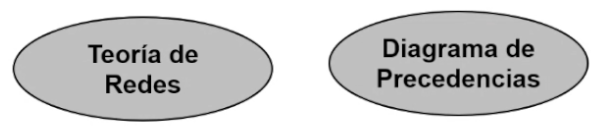 Teoría de
Redes
Diagrama de
Precedencias